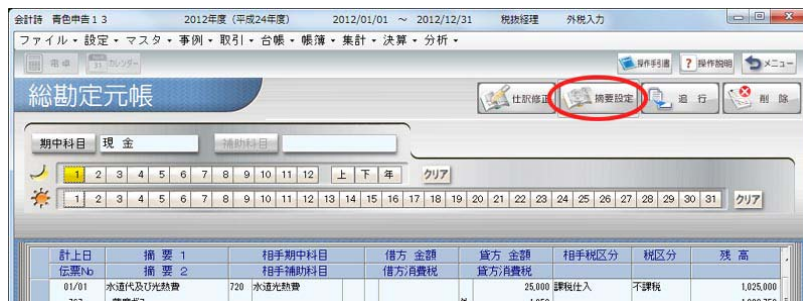 会計詩 青色申告13 2012年度（平成24年度） 2012/01/01 ～ 2012/12/31 税抜経理 外税入力
ファイル・設定・マスタ・事例・取引・台帳・帳簿・集計・決算・分析・
電卓 カレンダー 操作手引書 ? 操作説明 メニュー
総勘定元帳 仕訳修正 摘要設定 追 行 削 除
期中科目 現 金 補助科目
1 2 3 4 5 6 7 8 9 10 11 12 上 下 年 クリア
1 2 3 4 5 6 7 8 9 10 11 12 13 14 15 16 17 18 19 20 21 22 23 24 25 26 27 28 29 30 31 クリア
計上日 摘 要 1 相手期中科目 借方 金額 貸方 金額 相手税区分 税区分 残 高
伝票No 摘 要 2 相手補助科目 借方消費税 貸方消費税
01/01 水道代及び光熱費 720 水道光熱費 25,000 課税仕入 不課税 1,025,000